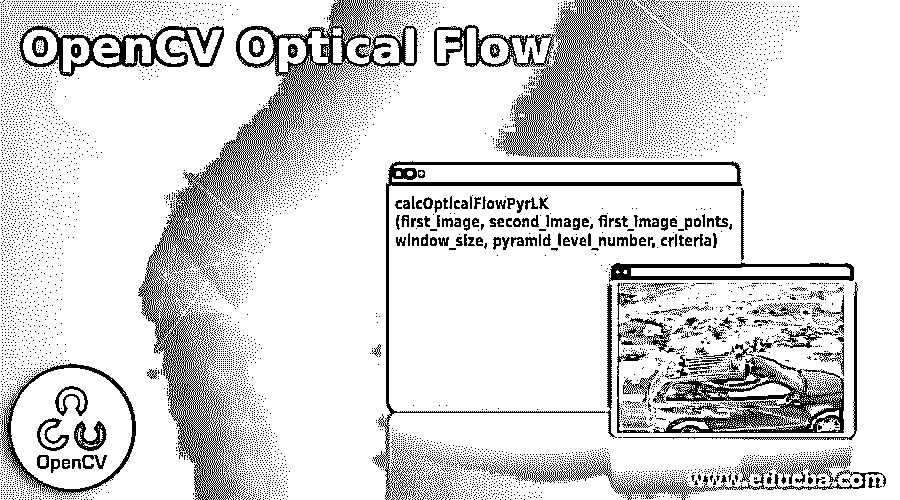 OpenCV Optical Flow
calcOpticalFlowPyrLK
(first_image, second_image, first_image_points,
window_size, pyramid_level_number, criteria)
OpenCV
www.educba.com